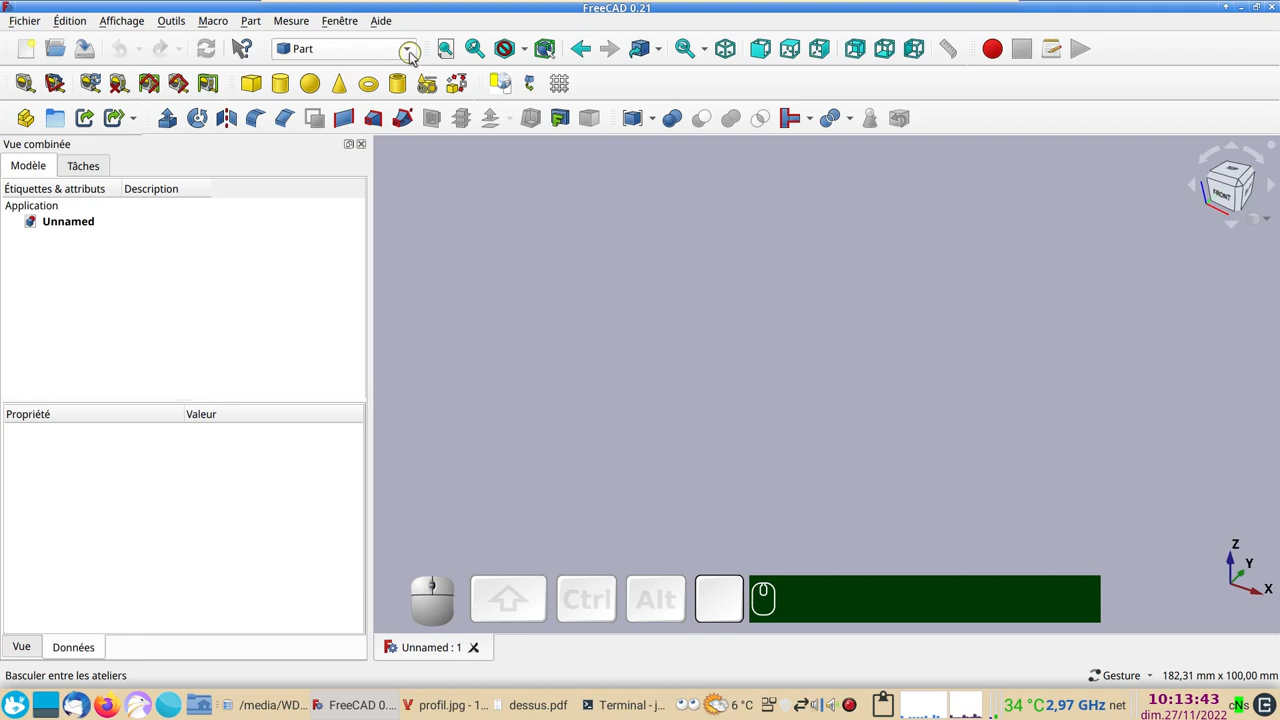 FreeCAD 0.21
Fichier Édition Affichage Outils Macro Part Mesure Fenêtre Aide
Part
Vue combinée
Modèle Tâches
Étiquettes & attributs Description
Application
Unnamed
FRONT
Propriété Valeur
Z
Y
X
Ctrl Alt
Vue Données
Unnamed : 1
Basculer entre les ateliers
Gesture 182,31 mm x 100,00 mm
/media/WD... FreeCAD 0.... profil.jpg - 1... dessus.pdf Terminal - j... 6 °C 34 °C 2,97 GHz net 10:13:43 cNs
dim.27/11/2022